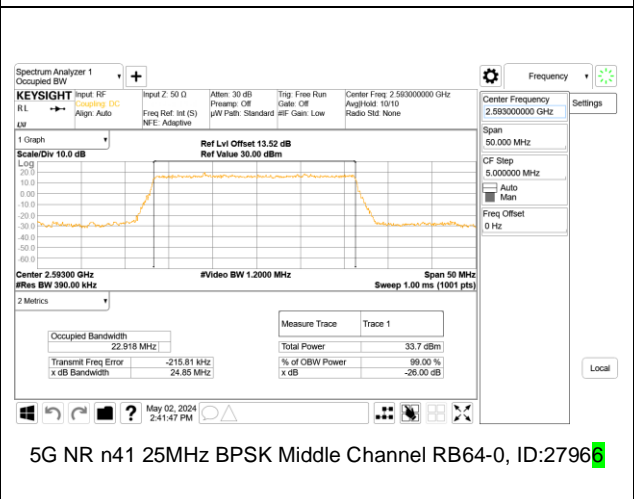 Spectrum Analyzer 1
Occupied BW
KEYSIGHT Input: RF
RL Coupling: DC
Align: Auto
Input Z: 50 Ω
Freq Ref: Int (S)
NFE: Adaptive
Atten: 30 dB
Preamp: Off
µW Path: Standard
Trig: Free Run
Gate: Off
#IF Gain: Low
Center Freq: 2.593000000 GHz
Avg|Hold: 10/10
Radio Std: None
1 Graph
Scale/Div 10.0 dB
Ref Lvl Offset 13.52 dB
Ref Value 30.00 dBm
Log
20.0
10.0
0.00
-10.0
-20.0
-30.0
-40.0
-50.0
-60.0
Center 2.59300 GHz
#Res BW 390.00 kHz
#Video BW 1.2000 MHz
Span 50 MHz
Sweep 1.00 ms (1001 pts)
2 Metrics
Measure Trace Trace 1
Occupied Bandwidth
22.918 MHz
Total Power 33.7 dBm
Transmit Freq Error -215.81 kHz
% of OBW Power 99.00 %
x dB Bandwidth 24.85 MHz
x dB -26.00 dB
May 02, 2024
2:41:47 PM
Frequency
Center Frequency
2.593000000 GHz
Settings
Span
50.000 MHz
CF Step
5.000000 MHz
Auto
Man
Freq Offset
0 Hz
Local
5G NR n41 25MHz BPSK Middle Channel RB64-0, ID:27966